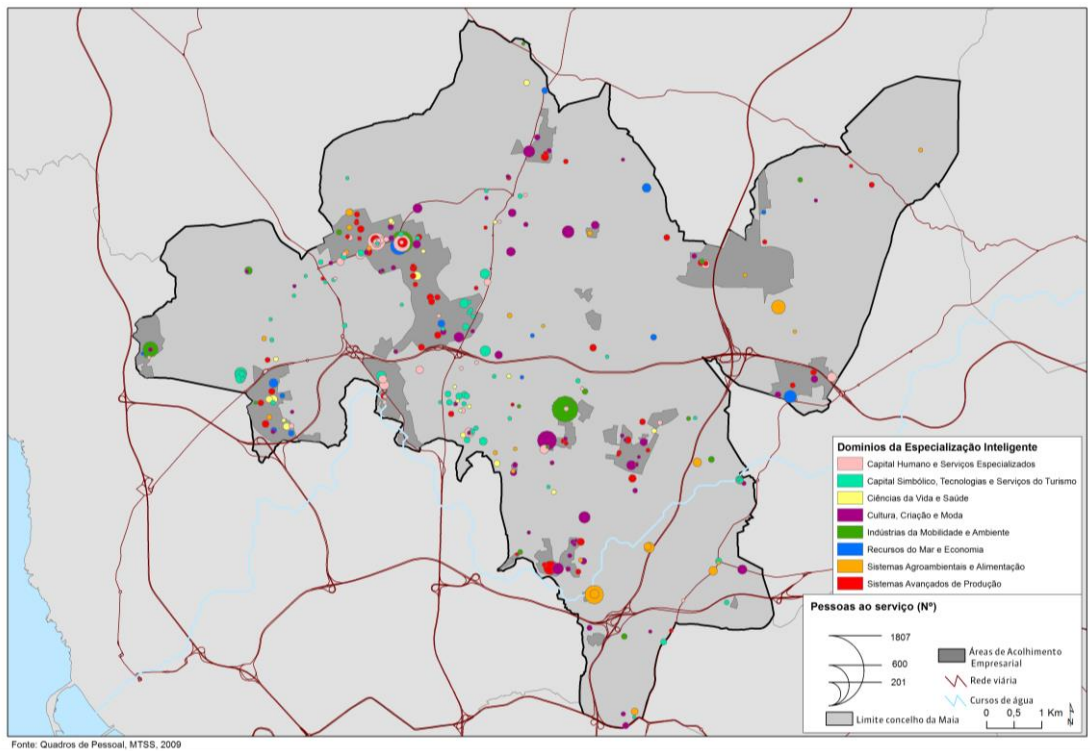 Dominios da Especialização Inteligente
Capital Humano e Serviços Especializados
Capital Simbólico, Tecnologias e Serviços do Turismo
Ciências da Vida e Saúde
Cultura, Criação e Moda
Indústrias da Mobilidade e Ambiente
Recursos do Mar e Economia
Sistemas Agroambientais e Alimentação
Sistemas Avançados de Produção
Pessoas ao serviço (Nº)
1807
600
201
Áreas de Acolhimento
Empresarial
Rede viária
Cursos de água
Limite concelho da Maia
0 0,5 1 Km
N
Fonte: Quadros de Pessoal, MTSS, 2009